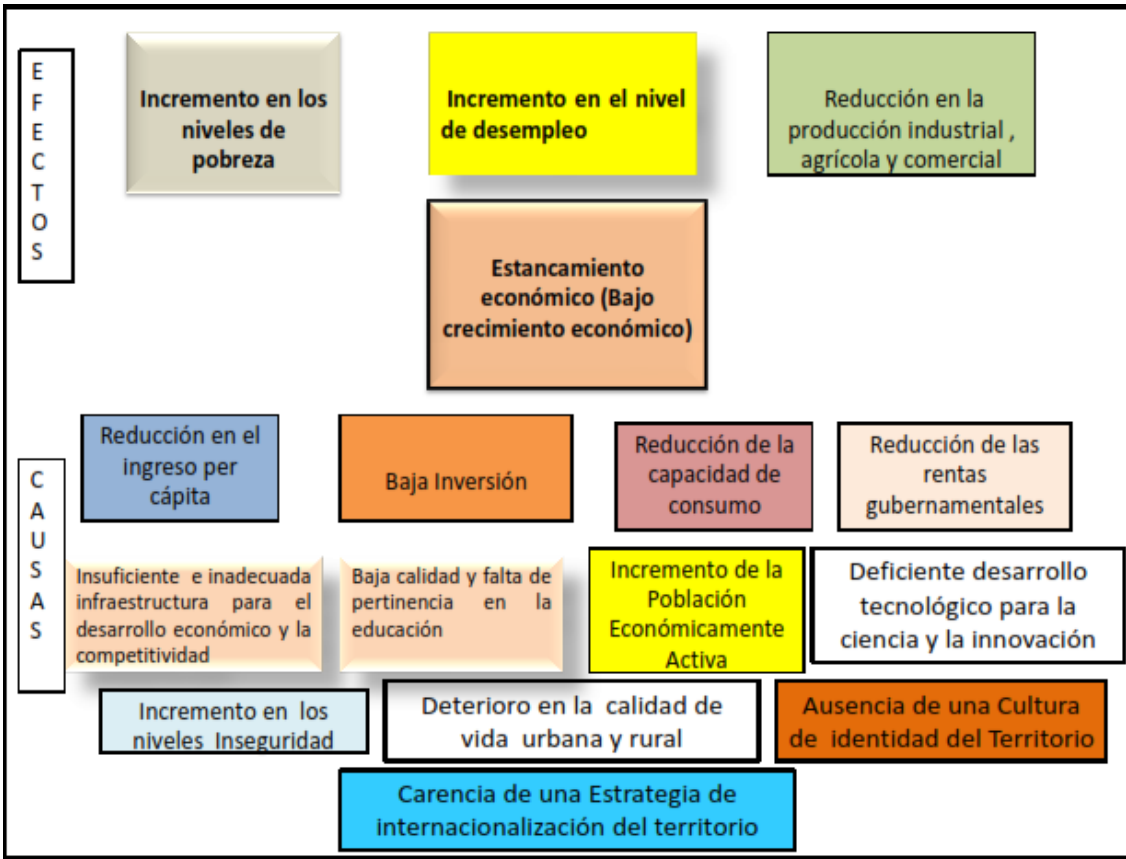 E
F
E
C
T
O
S
Incremento en los
niveles de
pobreza
Incremento en el nivel
de desempleo
Reducción en la
producción industrial ,
agrícola y comercial
Estancamiento
económico (Bajo
crecimiento económico)
C
A
U
S
A
S
Reducción en el
ingreso per
cápita
Baja Inversión
Reducción de la
capacidad de
consumo
Reducción de las
rentas
gubernamentales
Insuficiente e inadecuada
infraestructura para el
desarrollo económico y la
competitividad
Baja calidad y falta de
pertinencia en la
educación
Incremento de la
Población
Económicamente
Activa
Deficiente desarrollo
tecnológico para la
ciencia y la innovación
Incremento en los
niveles Inseguridad
Deterioro en la calidad de
vida urbana y rural
Ausencia de una Cultura
de identidad del Territorio
Carencia de una Estrategia de
internacionalización del territorio